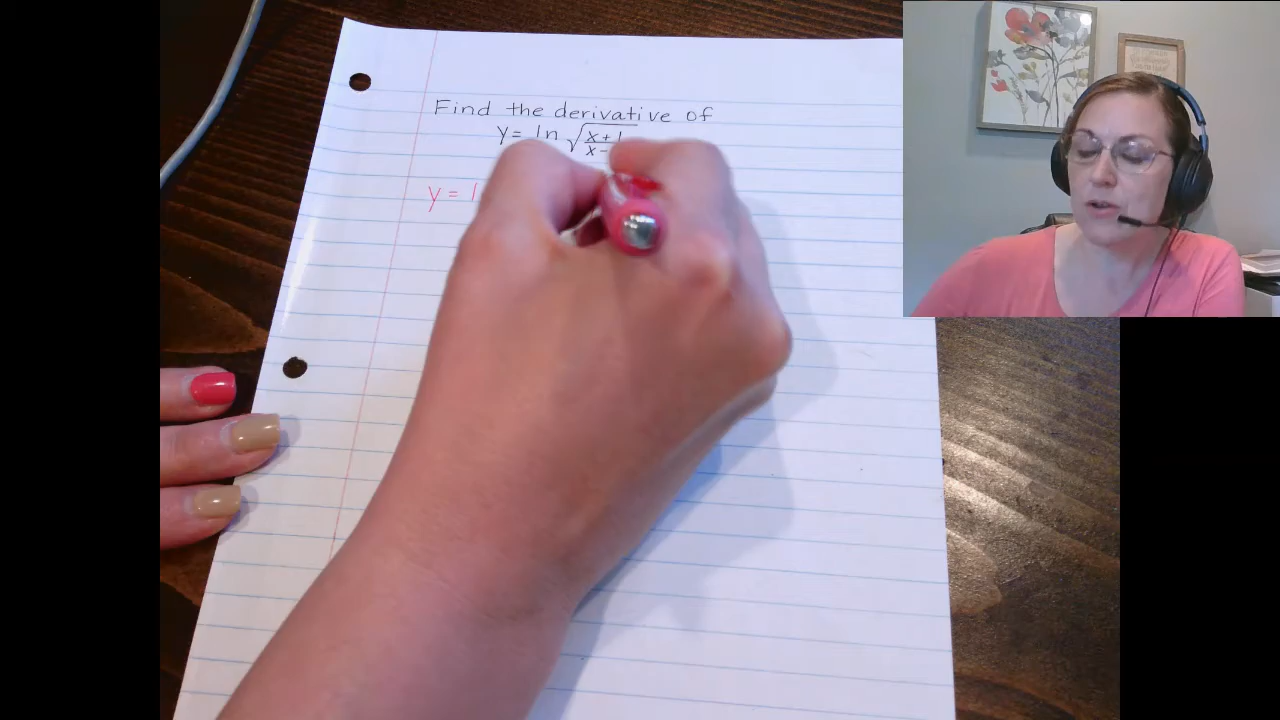 Find the derivative of
y = ln √x+1
x-
y = l